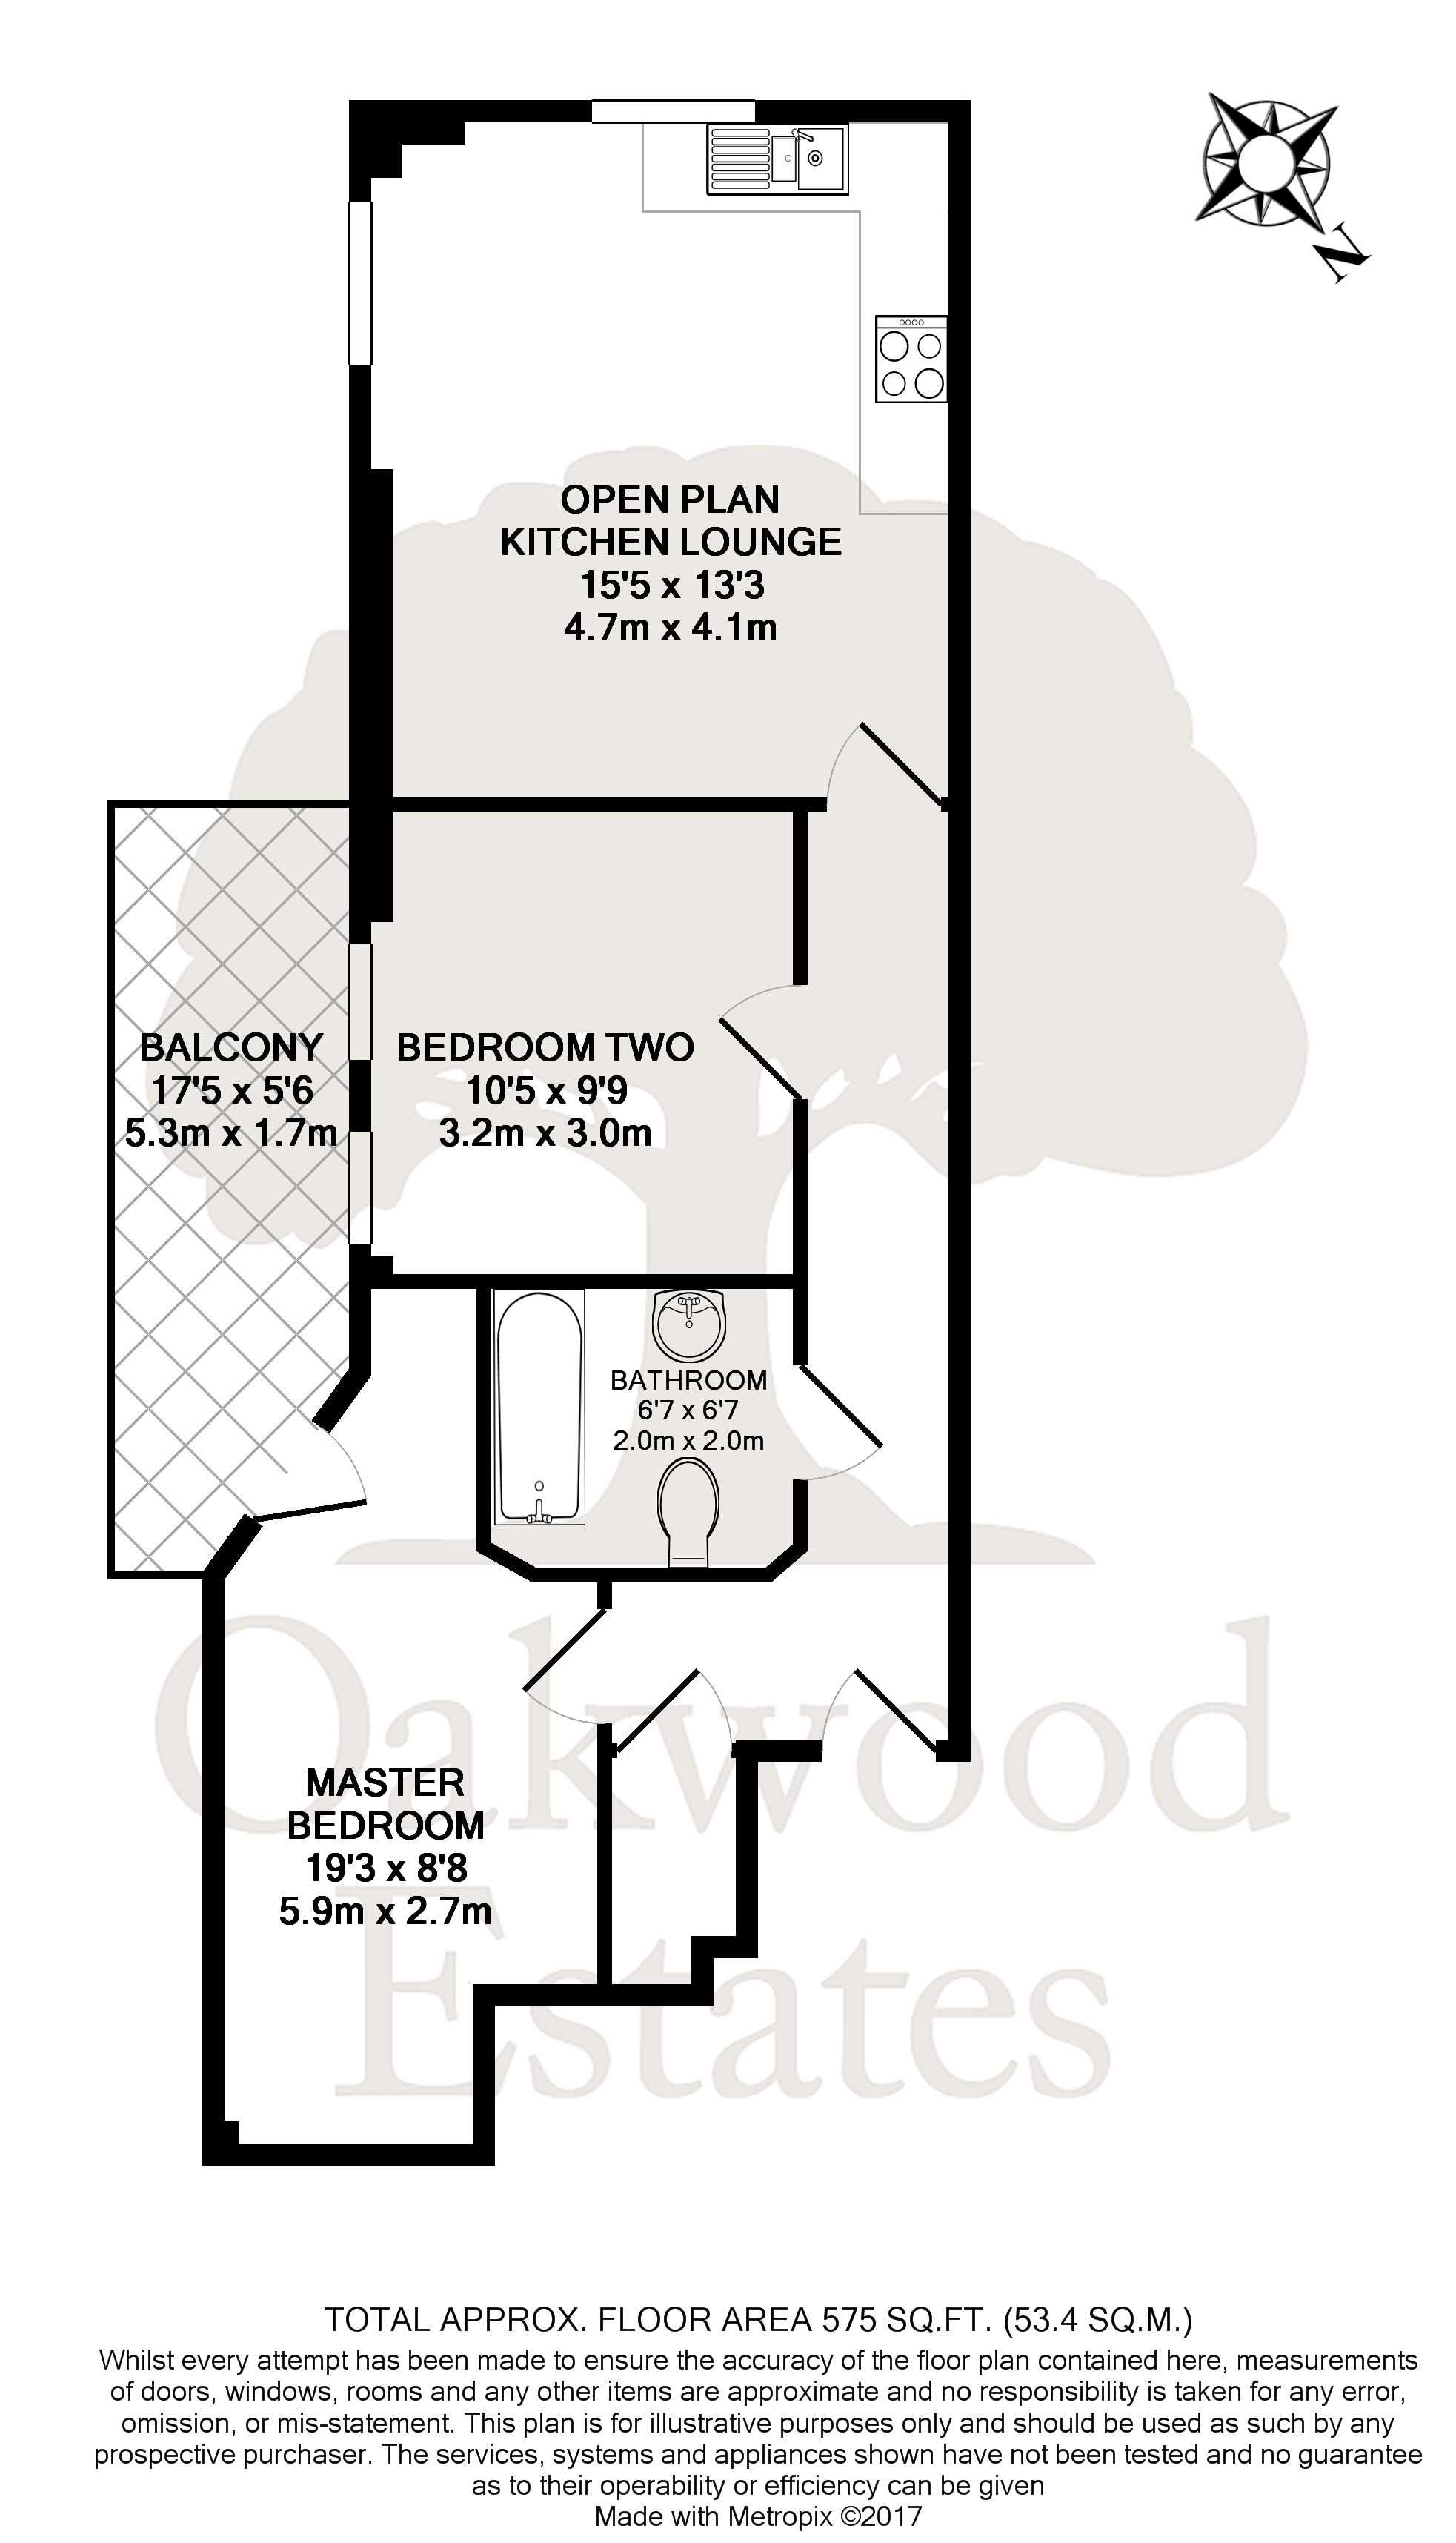 N
OPEN PLAN
KITCHEN LOUNGE
15'5 x 13'3
4.7m x 4.1m
BALCONY
17'5 x 5'6
5.3m x 1.7m
BEDROOM TWO
10'5 x 9'9
3.2m x 3.0m
BATHROOM
6'7 x 6'7
2.0m x 2.0m
MASTER
BEDROOM
19'3 x 8'8
5.9m x 2.7m
Oakwood
Estates
TOTAL APPROX. FLOOR AREA 575 SQ.FT. (53.4 SQ.M.)
Whilst every attempt has been made to ensure the accuracy of the floor plan contained here, measurements
of doors, windows, rooms and any other items are approximate and no responsibility is taken for any error,
omission, or mis-statement. This plan is for illustrative purposes only and should be used as such by any
prospective purchaser. The services, systems and appliances shown have not been tested and no guarantee
as to their operability or efficiency can be given
Made with Metropix ©2017